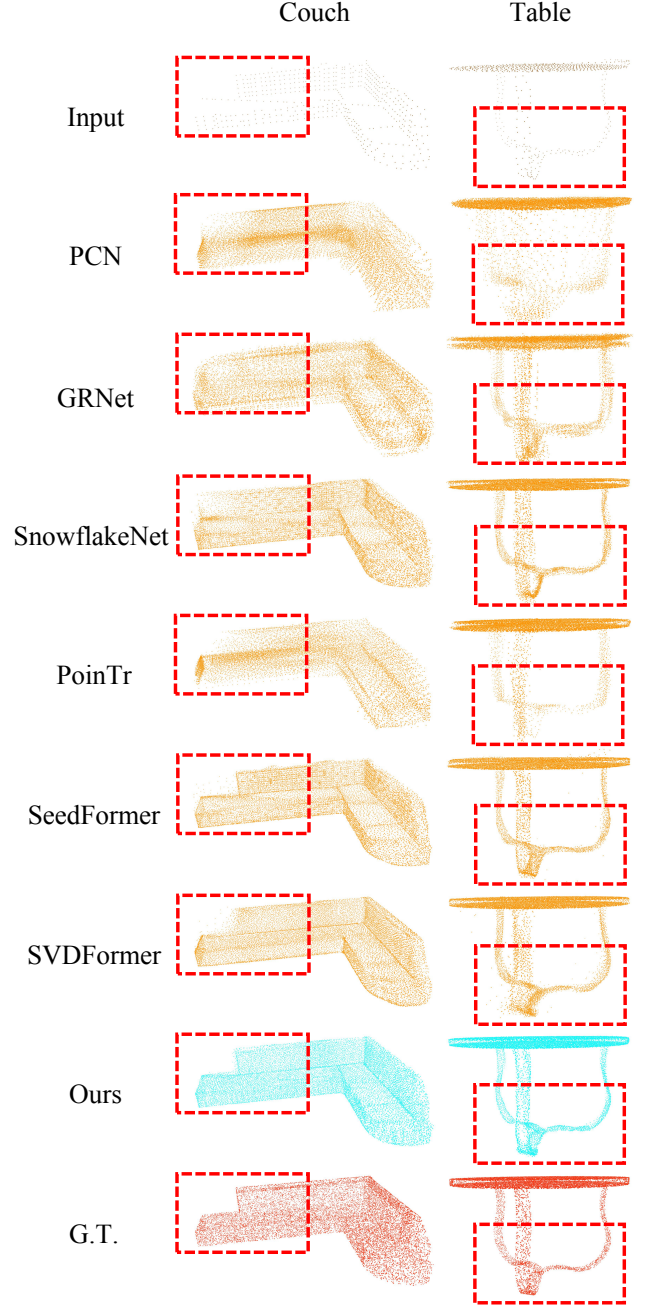 Couch Table
Input
PCN
GRNet
SnowflakeNet
PoinTr
SeedFormer
SVDFormer
Ours
G.T.